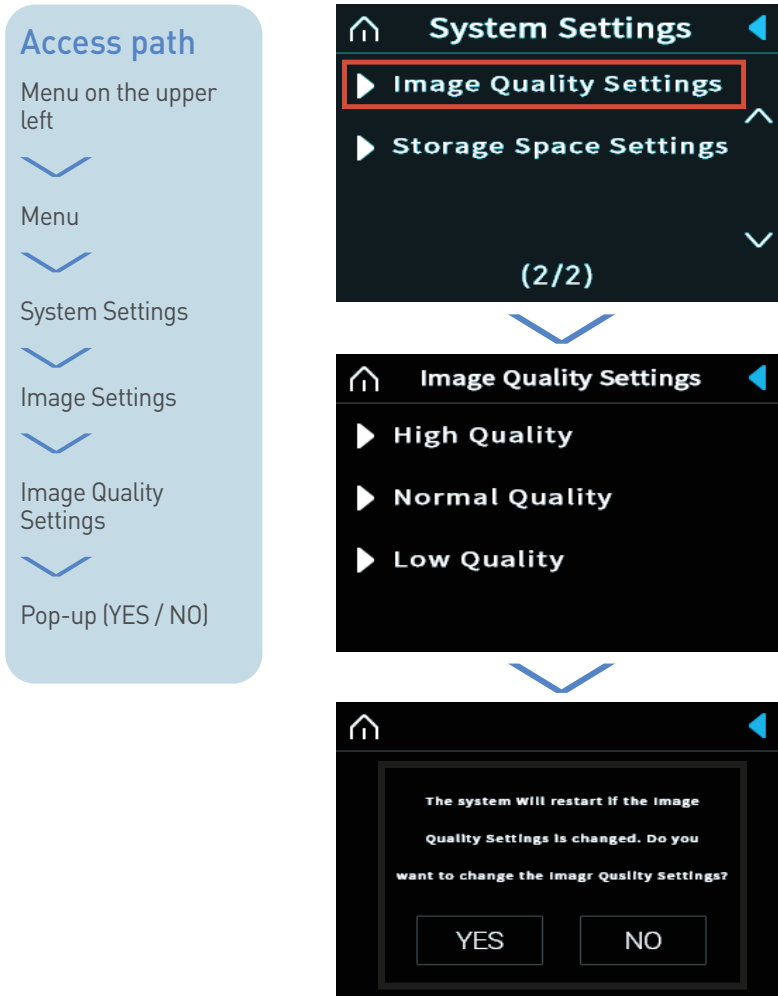 Access path
Menu on the upper
left
Menu
System Settings
Image Settings
Image Quality
Settings
Pop-up (YES / NO)
System Settings
Image Quality Settings
Storage Space Settings
(2/2)
Image Quality Settings
High Quality
Normal Quality
Low Quality
The system Will restart if the Image
Quality Settings is changed. Do you
want to change the Imagr Quslity Settings?
YES
NO